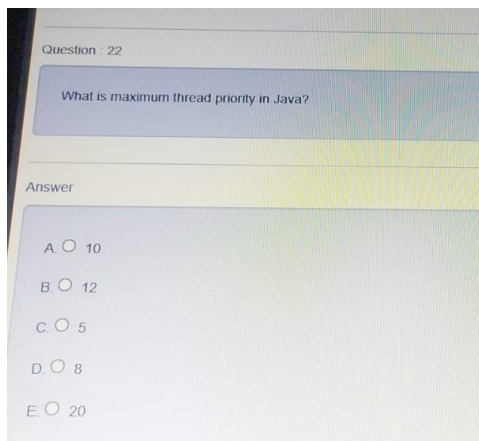 Question : 22
What is maximum thread priority in Java?
Answer
A. 10
B. 12
C. 5
D. 8
E. 20